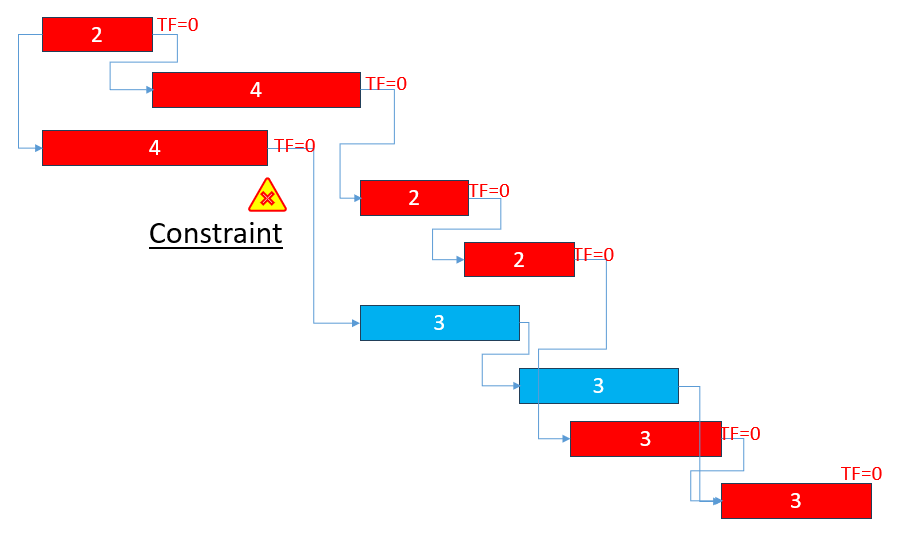 2 TF=0
4 TF=0
4 TF=0
Constraint
2 TF=0
2 TF=0
3
3
3 TF=0
TF=0
3